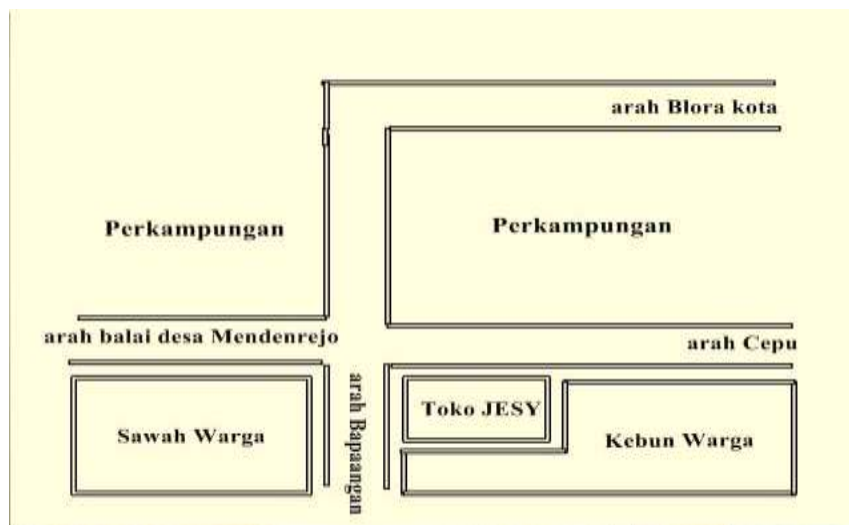 arah Blora kota
Perkampungan
Perkampungan
arah balai desa Mendenrejo
arah Cepu
arah Bapaangan
Toko JESY
Sawah Warga
Kebun Warga